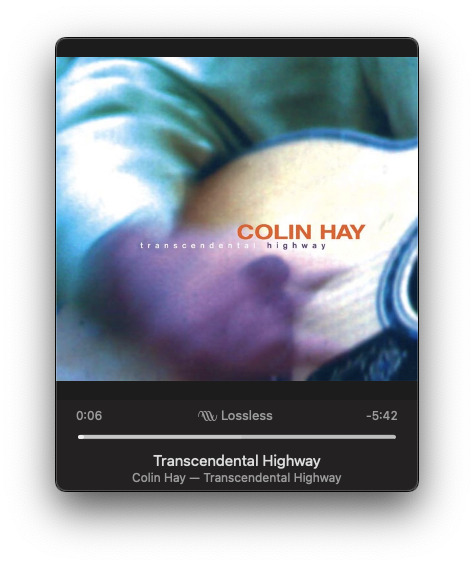 COLIN HAY
transcendental highway
0:06 Lossless -5:42
Transcendental Highway
Colin Hay — Transcendental Highway